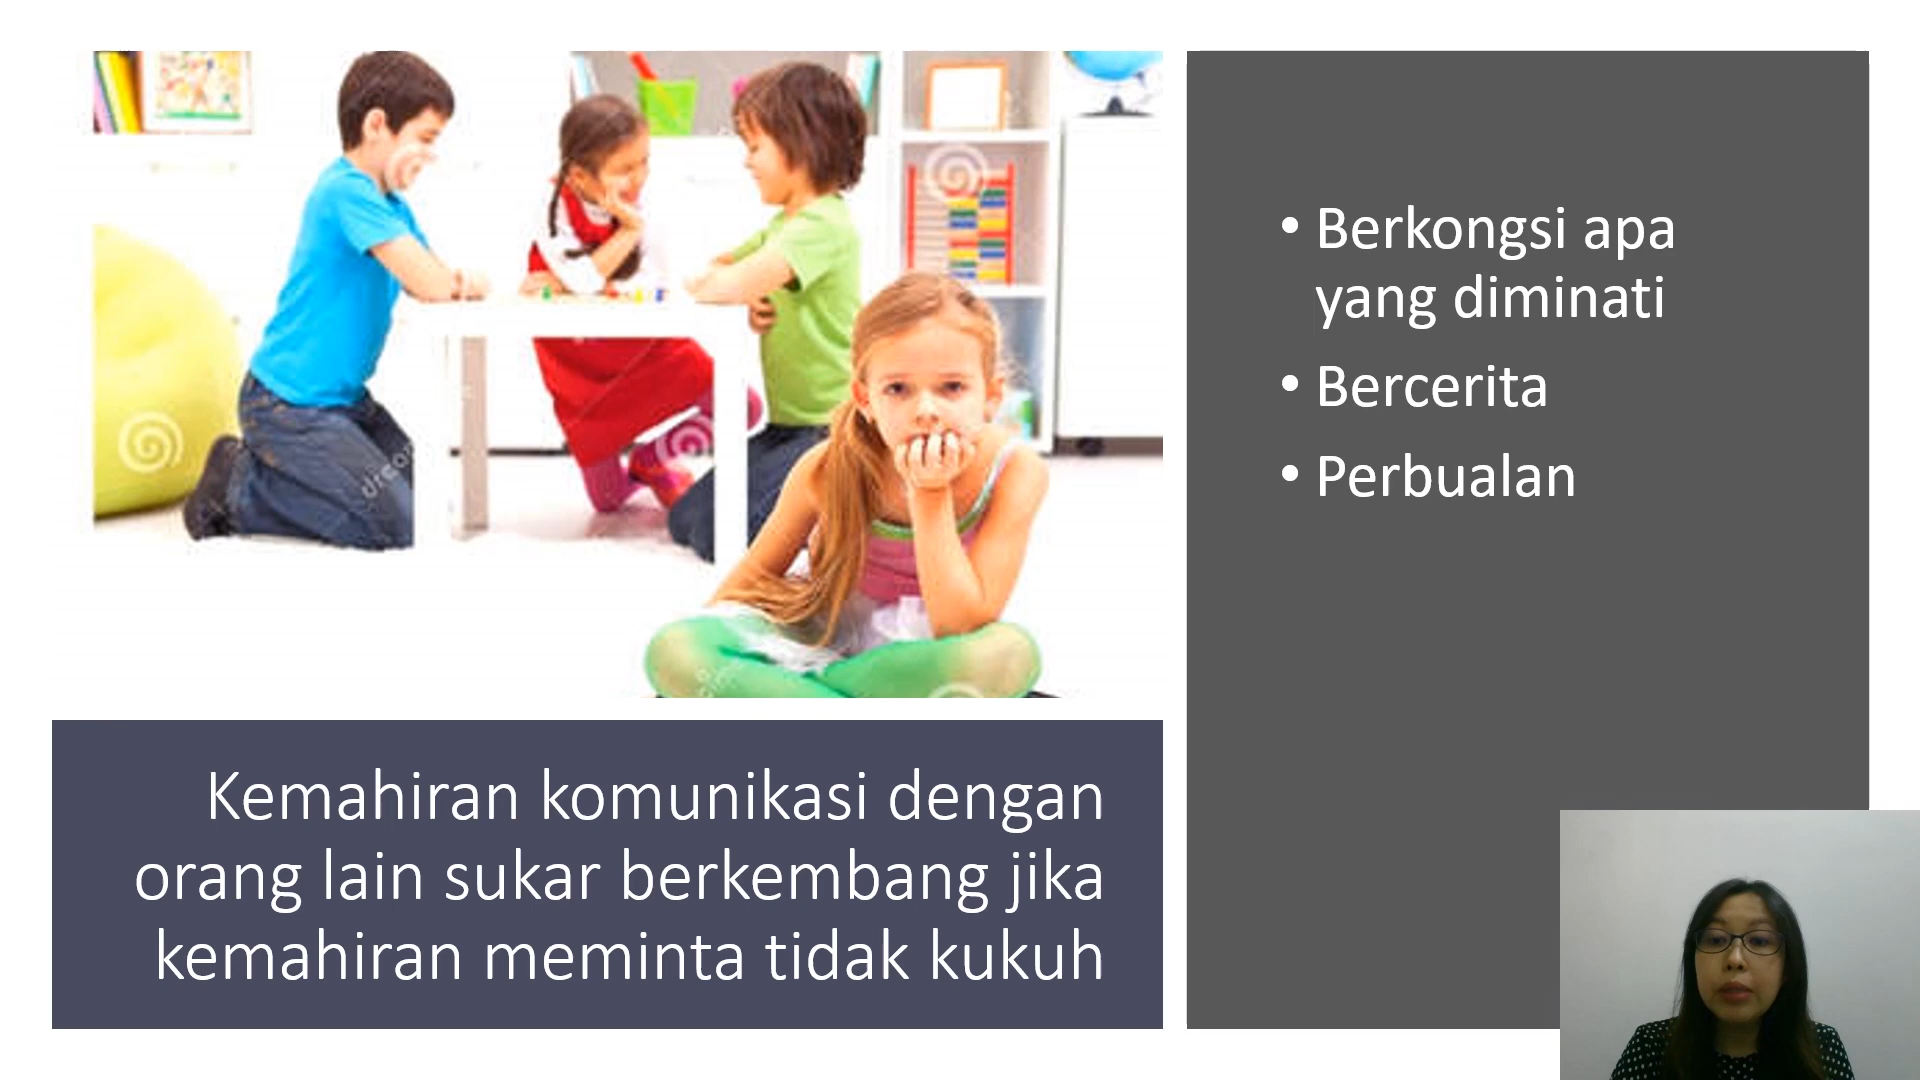 Berkongsi apa
yang diminati
Bercerita
Perbualan
Kemahiran komunikasi dengan
orang lain sukar berkembang jika
kemahiran meminta tidak kukuh